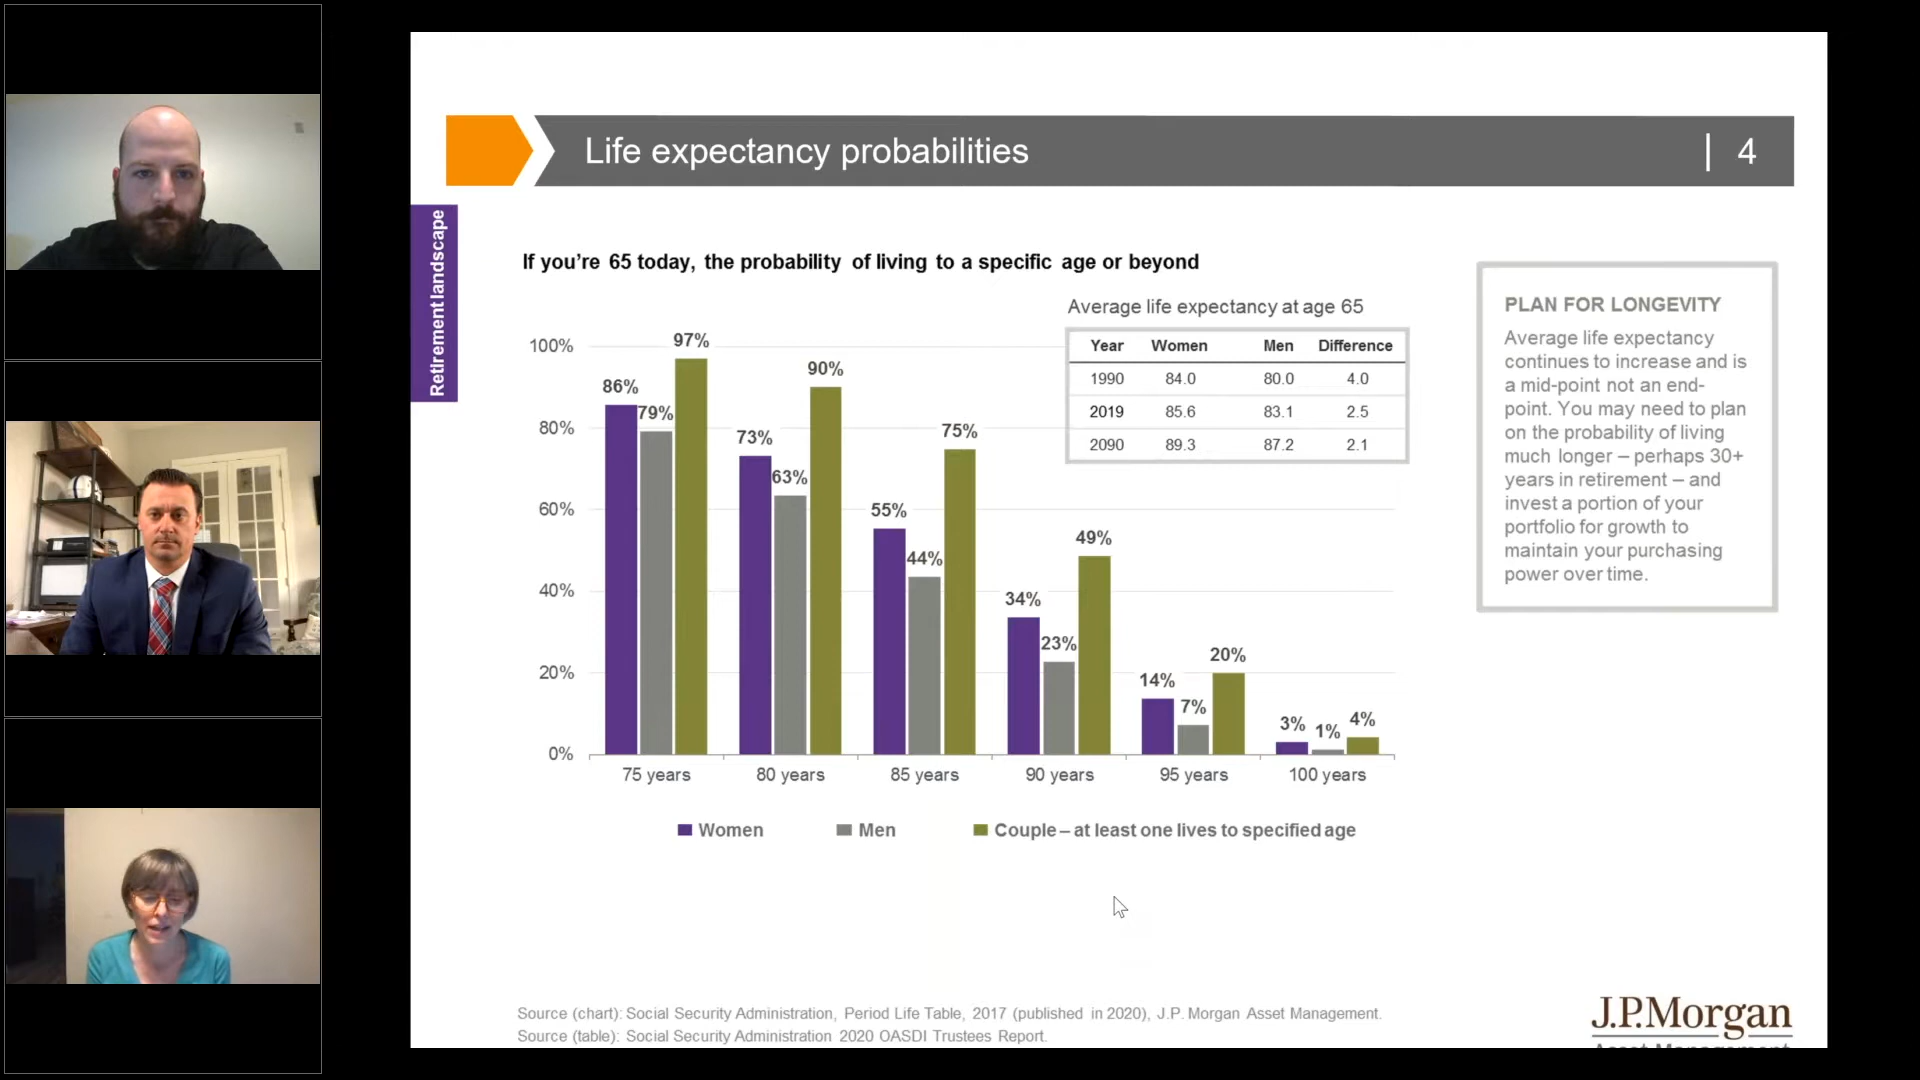 Life expectancy probabilities
| 4
Retirement landscape
If you're 65 today, the probability of living to a specific age or beyond
Average life expectancy at age 65
Year Women Men Difference
1990 84.0 80.0 4.0
2019 85.6 83.1 2.5
2090 89.3 87.2 2.1
100%
80%
60%
40%
20%
0%
86% 79% 97%
73% 63% 90%
55% 44% 75%
34% 23% 49%
14% 7% 20%
3% 1% 4%
75 years 80 years 85 years 90 years 95 years 100 years
Women Men Couple – at least one lives to specified age
PLAN FOR LONGEVITY
Average life expectancy
continues to increase and is
a mid-point not an end-
point. You may need to plan
on the probability of living
much longer – perhaps 30+
years in retirement – and
invest a portion of your
portfolio for growth to
maintain your purchasing
power over time.
Source (chart): Social Security Administration, Period Life Table, 2017 (published in 2020), J.P. Morgan Asset Management.
Source (table): Social Security Administration 2020 OASDI Trustees Report.
J.P.Morgan
Asset Management